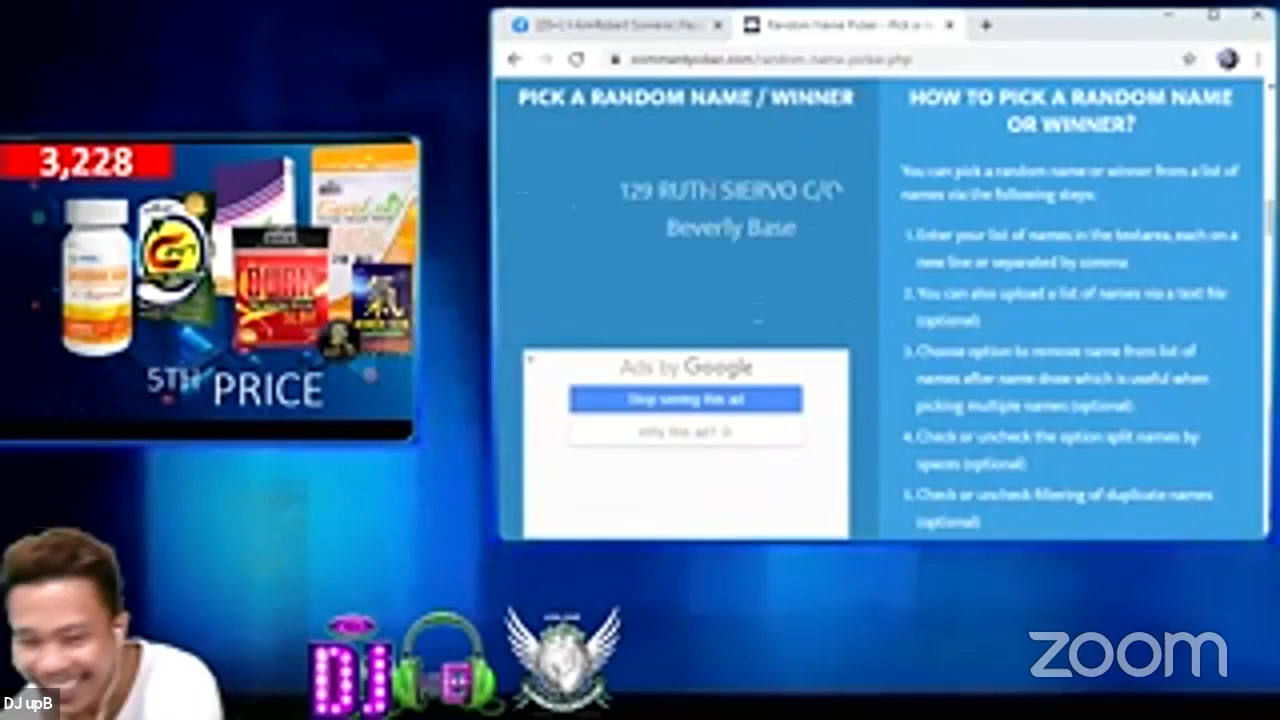 PICK A RANDOM NAME / WINNER
129 RUTH SIERVO C/O
Beverly Base
Ads by Google
Stop seeing this ad
Why this ad?
HOW TO PICK A RANDOM NAME
OR WINNER?
You can pick a random name or winner from a list of
names via the following steps:
1. Enter your list of names in the textarea, each on a
new line or separated by comma
2. You can also upload a list of names via a text file
(optional)
3. Choose option to remove name from list of
names after name draw which is useful when
picking multiple names (optional)
4. Check or uncheck the option split names by
spaces (optional)
5. Check or uncheck filtering of duplicate names
(optional)
3,228
5TH PRICE
DJ
zoom
DJ upB